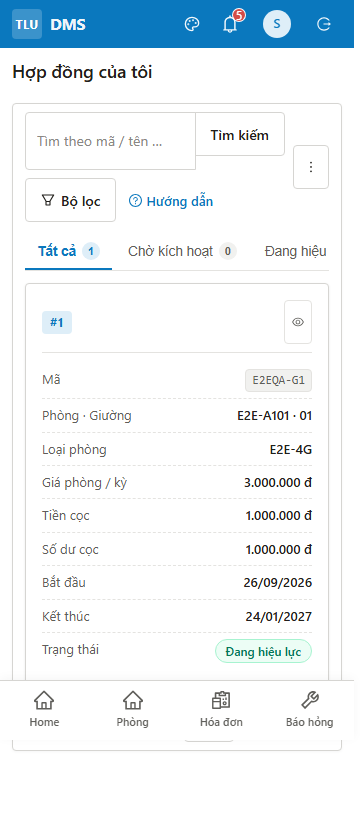 TLU DMS 5 S
Hợp đồng của tôi
Tìm theo mã / tên ... Tìm kiếm
Bộ lọc Hướng dẫn
Tất cả 1 Chờ kích hoạt 0 Đang hiệu
#1
Mã E2EQA-G1
Phòng · Giường E2E-A101 · 01
Loại phòng E2E-4G
Giá phòng / kỳ 3.000.000 đ
Tiền cọc 1.000.000 đ
Số dư cọc 1.000.000 đ
Bắt đầu 26/09/2026
Kết thúc 24/01/2027
Trạng thái Đang hiệu lực
Home Phòng Hóa đơn Báo hỏng